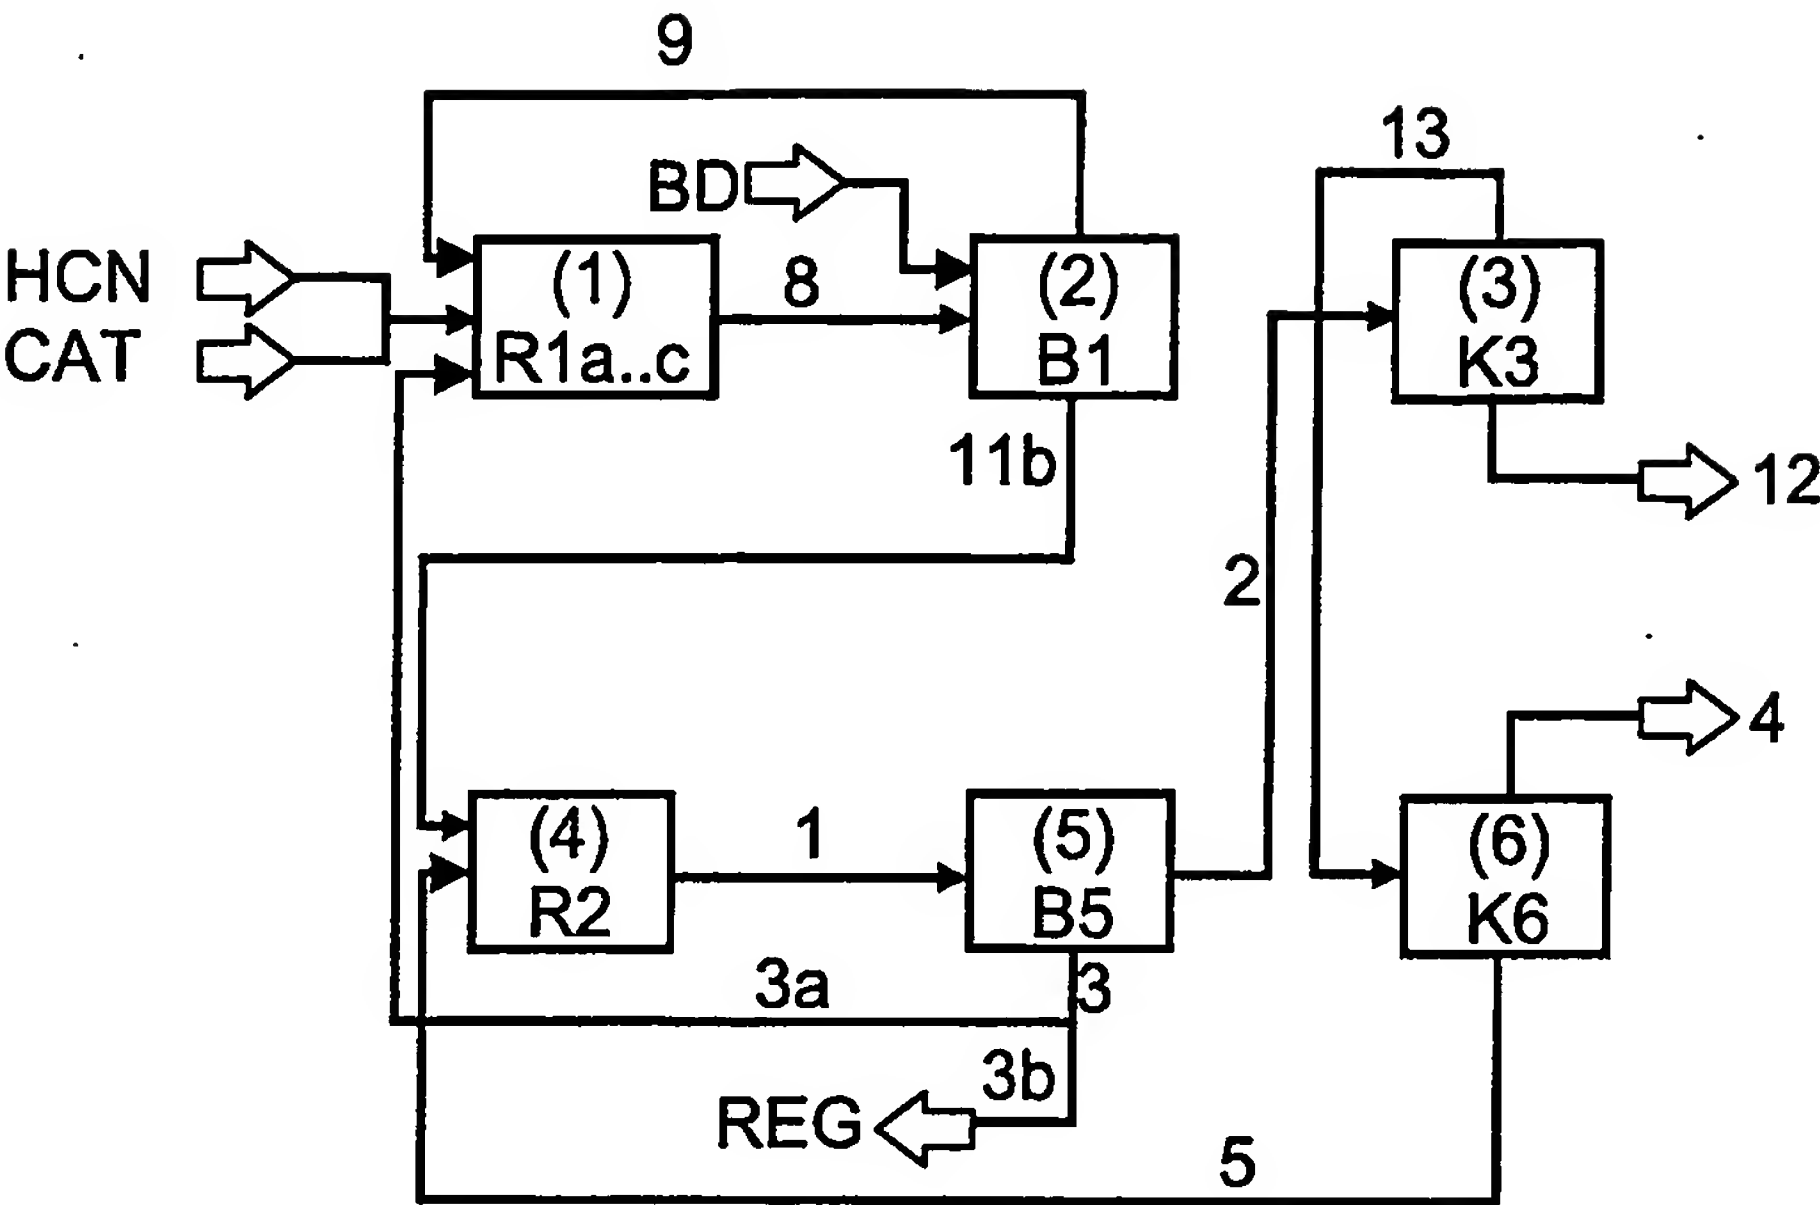 9
13
BD
HCN
(1)
R1a..c
8
(2)
B1
(3)
K3
CAT
11b
12
2
4
(4)
R2
1
(5)
B5
(6)
K6
3a
3
3b
REG
5